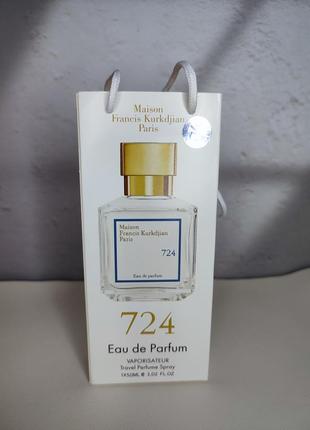 Maison
Francis Kurkdjian
Paris
Maison
Francis Kurkdjian
Paris
724
Eau de parfum
724
Eau de Parfum
VAPORISATEUR
Travel Perfume Spray
1X50ML ℮ 3.02 FL.OZ